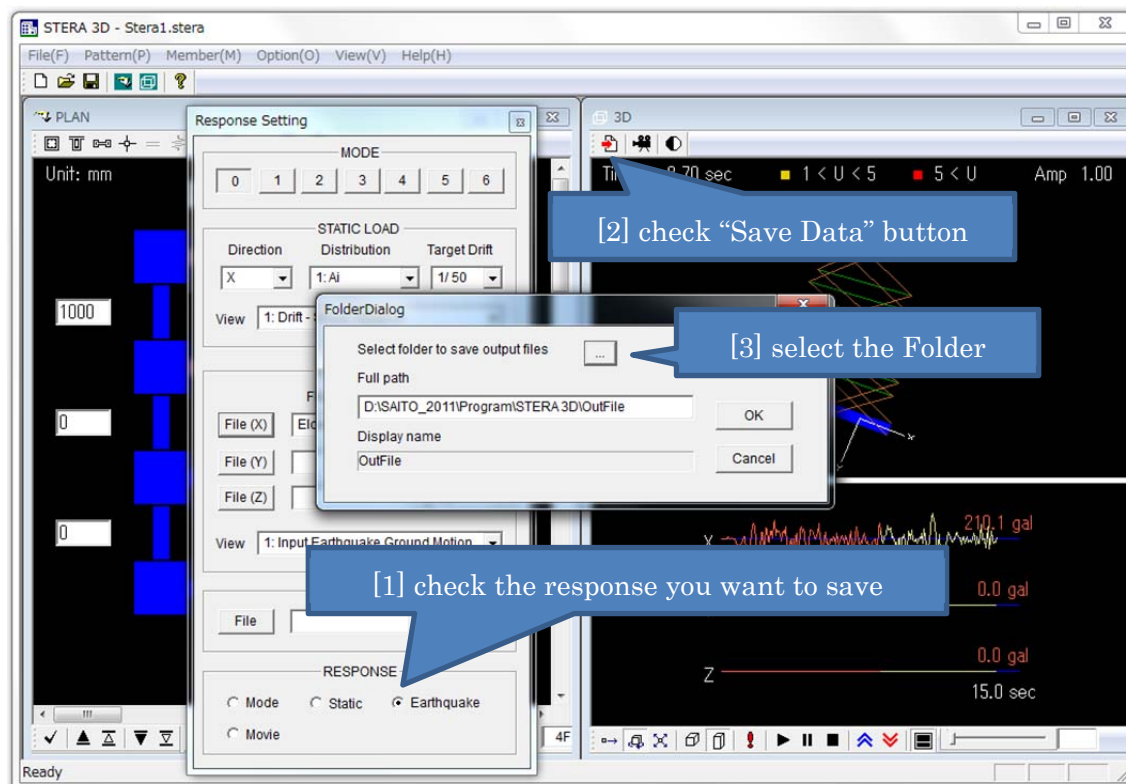 STERA 3D - Stera1.stera
File(F) Pattern(P) Member(M) Option(O) View(V) Help(H)
PLAN
Unit: mm
1000
0
0
4F
Ready
Response Setting
MODE
0 1 2 3 4 5 6
STATIC LOAD
Direction Distribution Target Drift
X 1: Ai 1/ 50
View 1: Drift -
File (X)
File (Y)
File (Z)
View 1: Input Earthquake Ground Motion
File
RESPONSE
Mode Static Earthquake
Movie
FolderDialog
Select folder to save output files ...
Full path
D:\SAITO_2011\Program\STERA 3D\OutFile
Display name
OutFile
OK
Cancel
3D
sec 1 < U < 5 5 < U Amp 1.00
[2] check “Save Data” button
[3] select the Folder
[1] check the response you want to save
X 210.1 gal
0.0 gal
Z 0.0 gal
15.0 sec